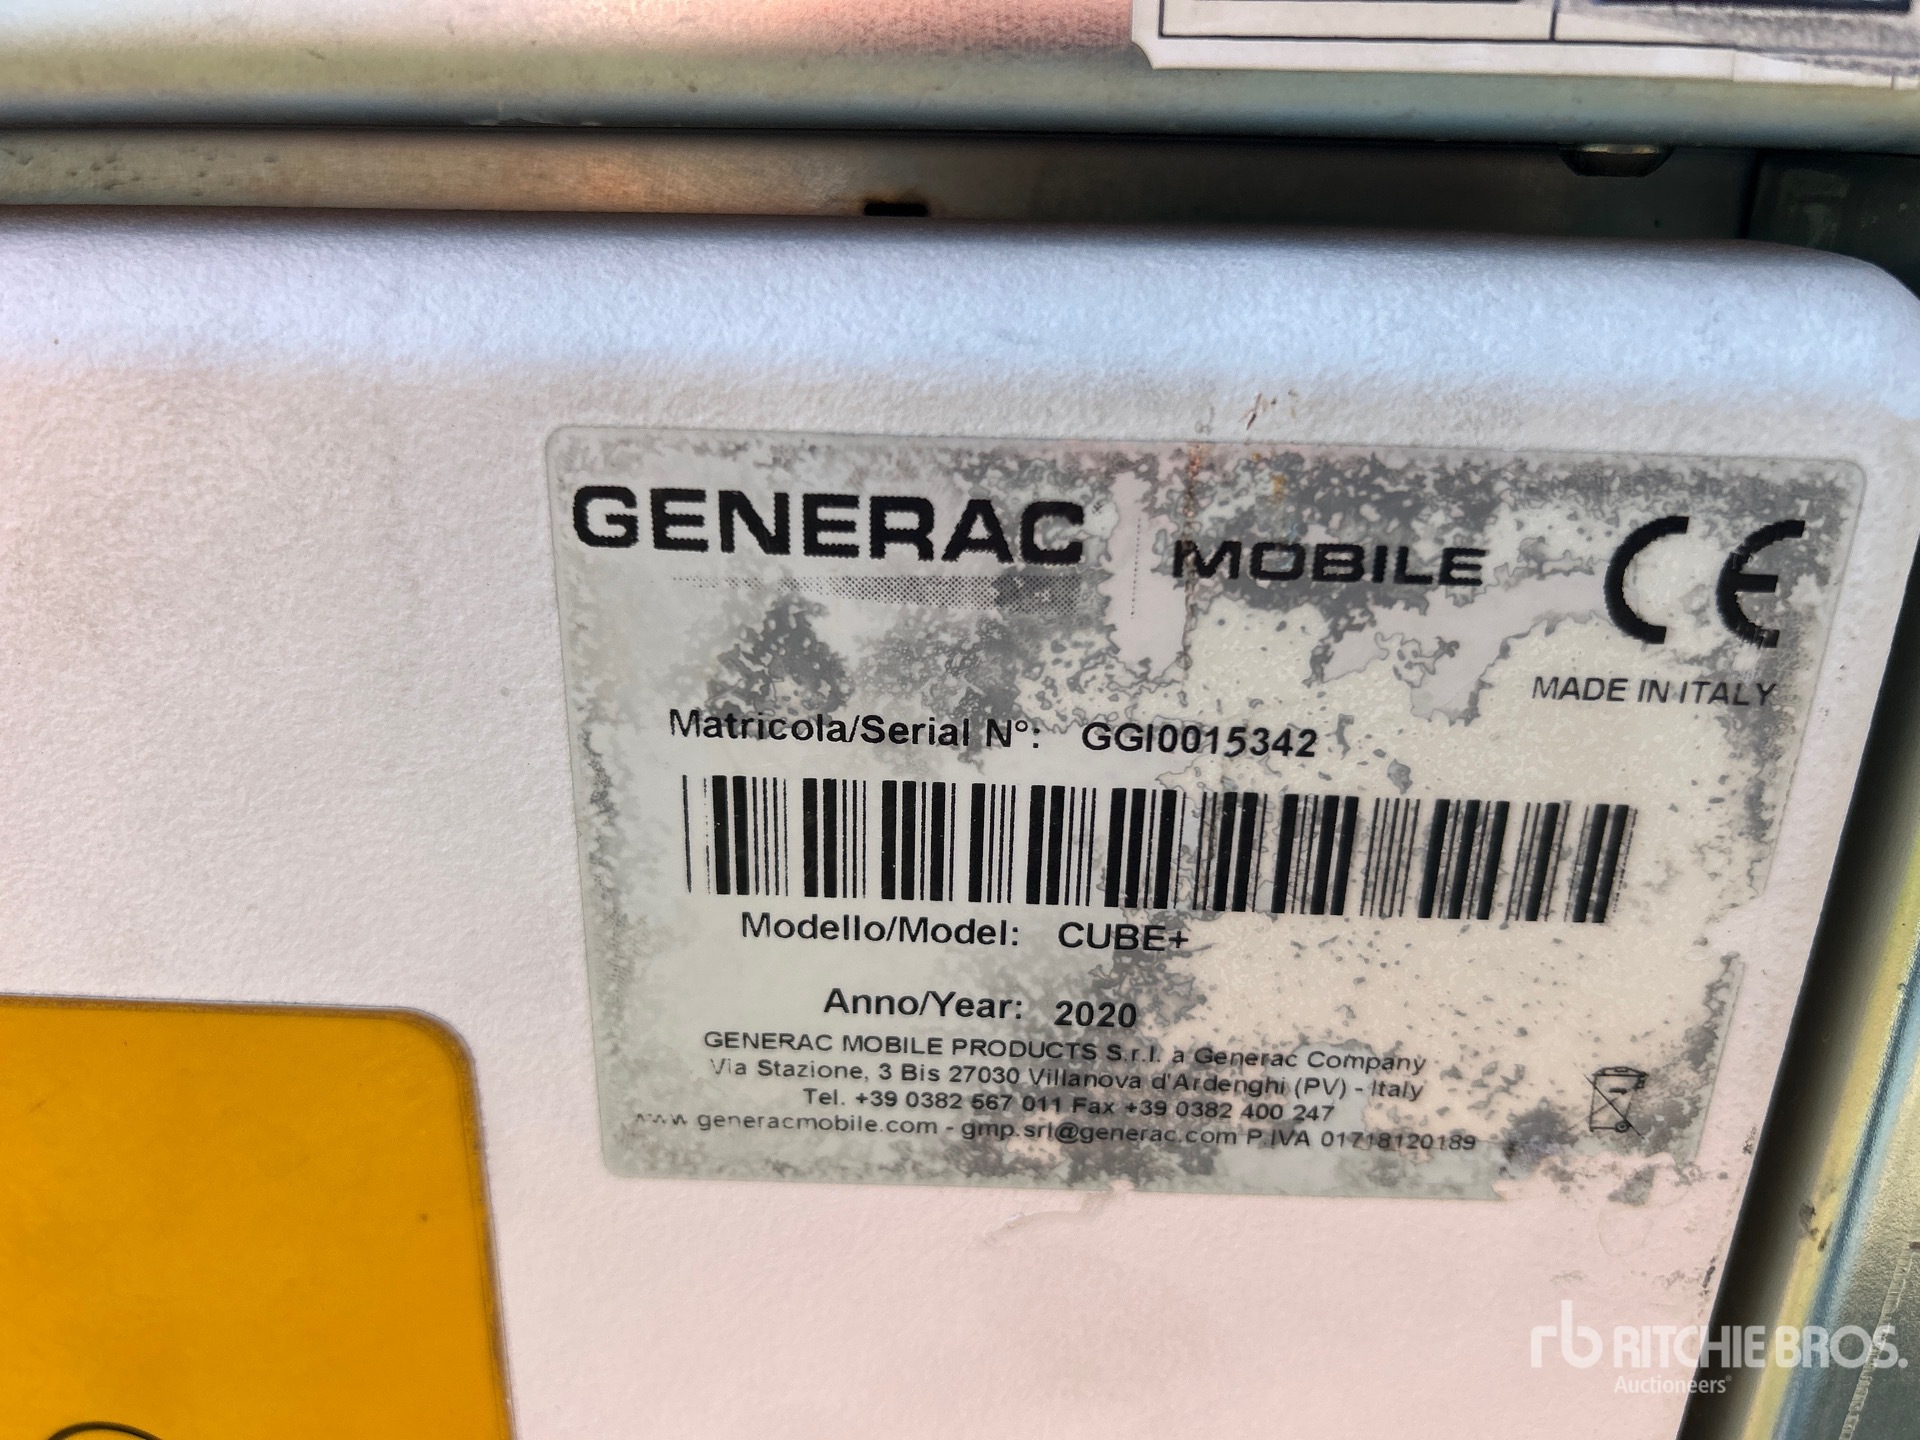 GENERAC MOBILE CE
MADE IN ITALY
Matricola/Serial N°: GGI0015342
Modello/Model: CUBE+
Anno/Year: 2020
GENERAC MOBILE PRODUCTS S.r.l. a Generac Company
Via Stazione, 3 Bis 27030 Villanova d'Ardenghi (PV) - Italy
Tel. +39 0382 567 011 Fax +39 0382 400 247
www.generacmobile.com - gmp.srl@generac.com P.IVA 01718120189
rb RITCHIE BROS.
Auctioneers